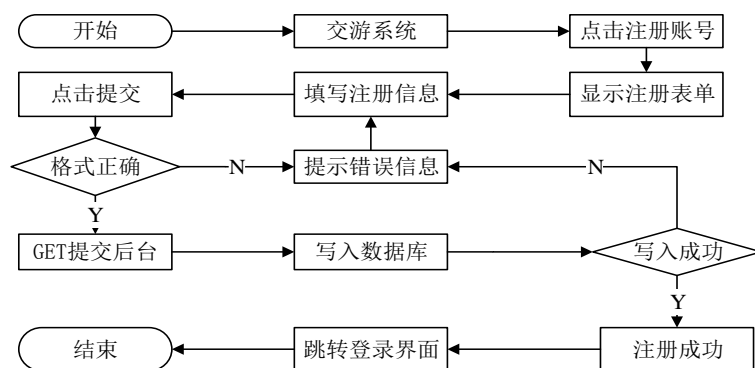 开始
交游系统
点击注册账号
点击提交
填写注册信息
显示注册表单
格式正确
N
提示错误信息
N
Y
GET提交后台
写入数据库
写入成功
Y
结束
跳转登录界面
注册成功